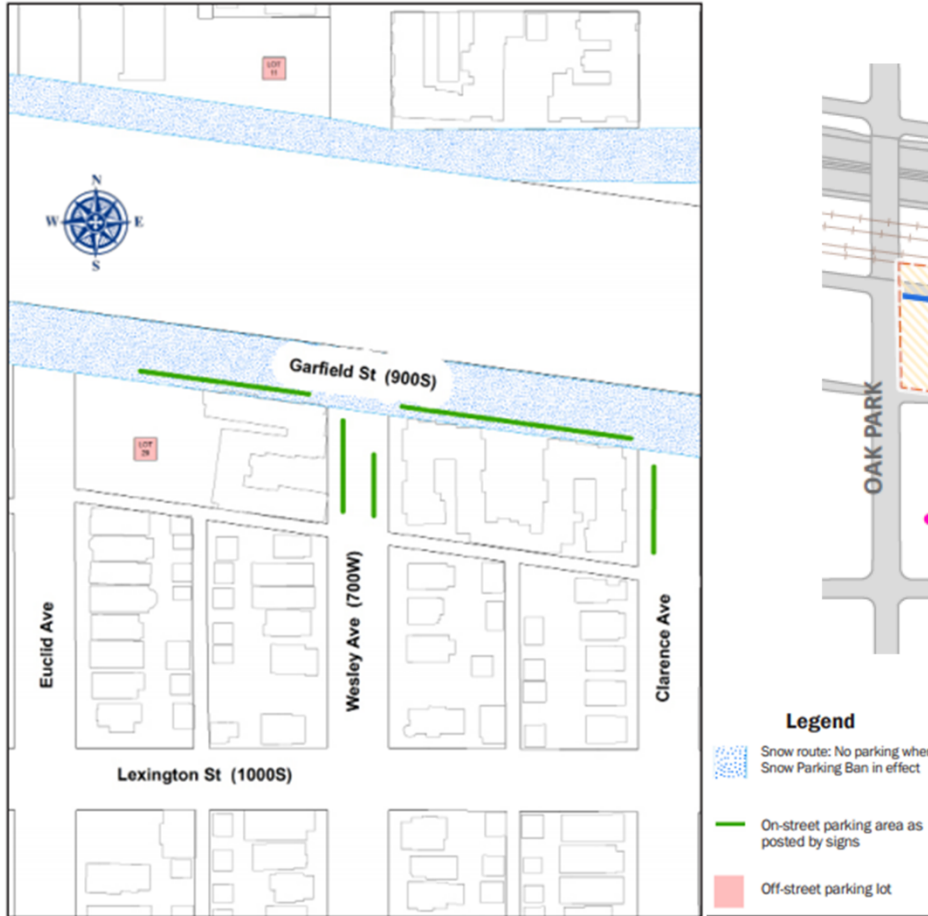 LOT
11
N
W E
S
Garfield St (900S)
LOT
29
OAK PARK
Euclid Ave
Wesley Ave (700W)
Clarence Ave
Lexington St (1000S)
Legend
Snow route: No parking when
Snow Parking Ban in effect
On-street parking area as
posted by signs
Off-street parking lot